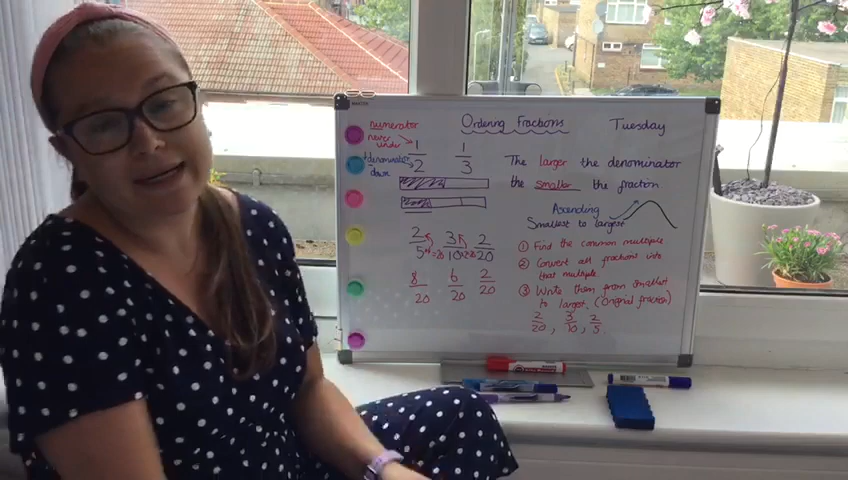 Ordering Fractions
Tuesday
numerator
never
under
denominator
down
1/2 1/3
The larger the denominator
the smaller the fraction
Ascending
Smallest to largest
2/5 3/10 2/20
8/20 6/20 2/20
① Find the common multiple
② Convert all fractions into
that multiple.
③ Write them from smallest
to largest. (Original fraction)
2/20, 3/10, 2/5.